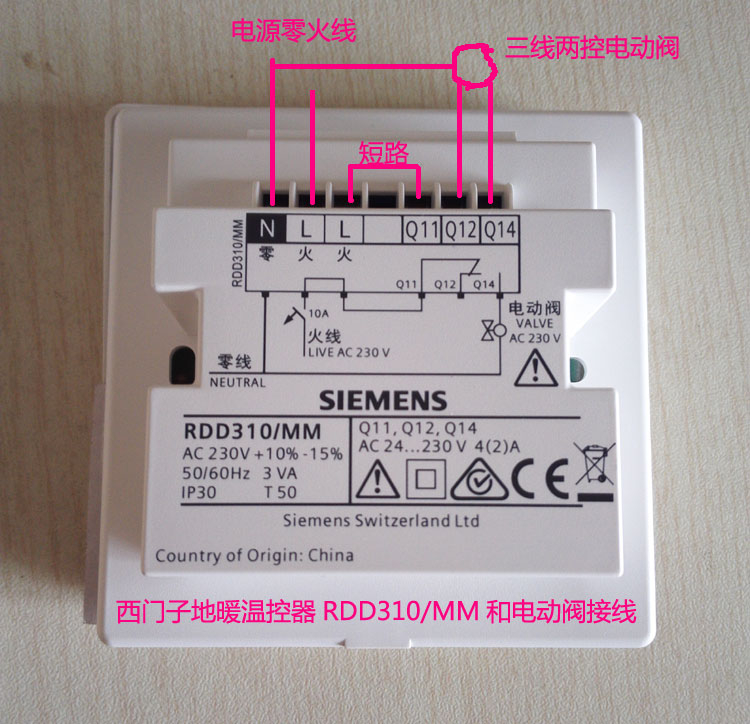 电源零火线
三线两控电动阀
短路
RDD310/MM
N L L Q11 Q12 Q14
零 火 火
Q11 Q12 Q14
10A
火线
LIVE AC 230 V
电动阀
VALVE
AC 230 V
零线
NEUTRAL
SIEMENS
RDD310/MM
AC 230V +10% -15%
50/60Hz 3 VA
IP30 T 50
Q11, Q12, Q14
AC 24...230 V 4(2)A
CE
Siemens Switzerland Ltd
Country of Origin: China
西门子地暖温控器 RDD310/MM 和电动阀接线